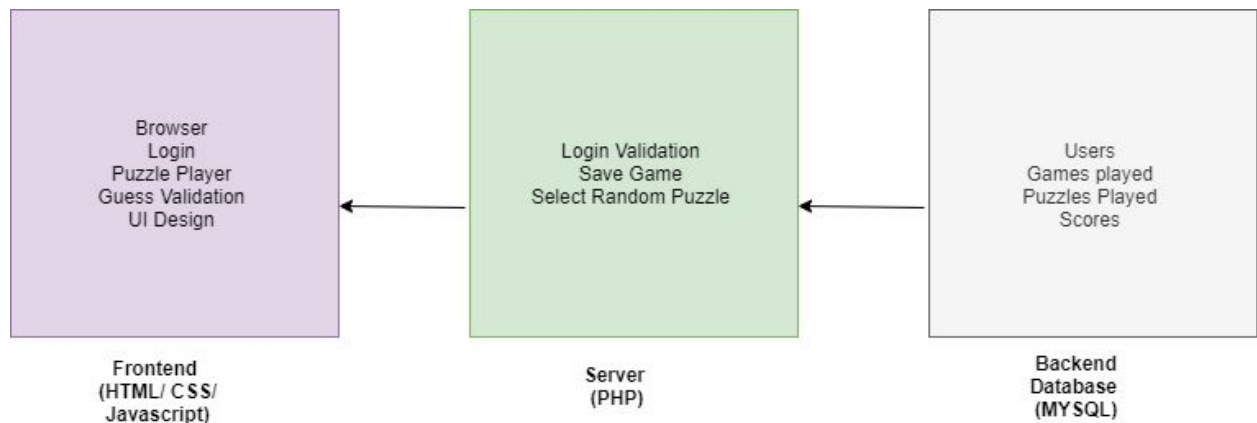 Browser
Login
Puzzle Player
Guess Validation
UI Design
Frontend
(HTML/ CSS/
Javascript)
Login Validation
Save Game
Select Random Puzzle
Server
(PHP)
Users
Games played
Puzzles Played
Scores
Backend
Database
(MYSQL)